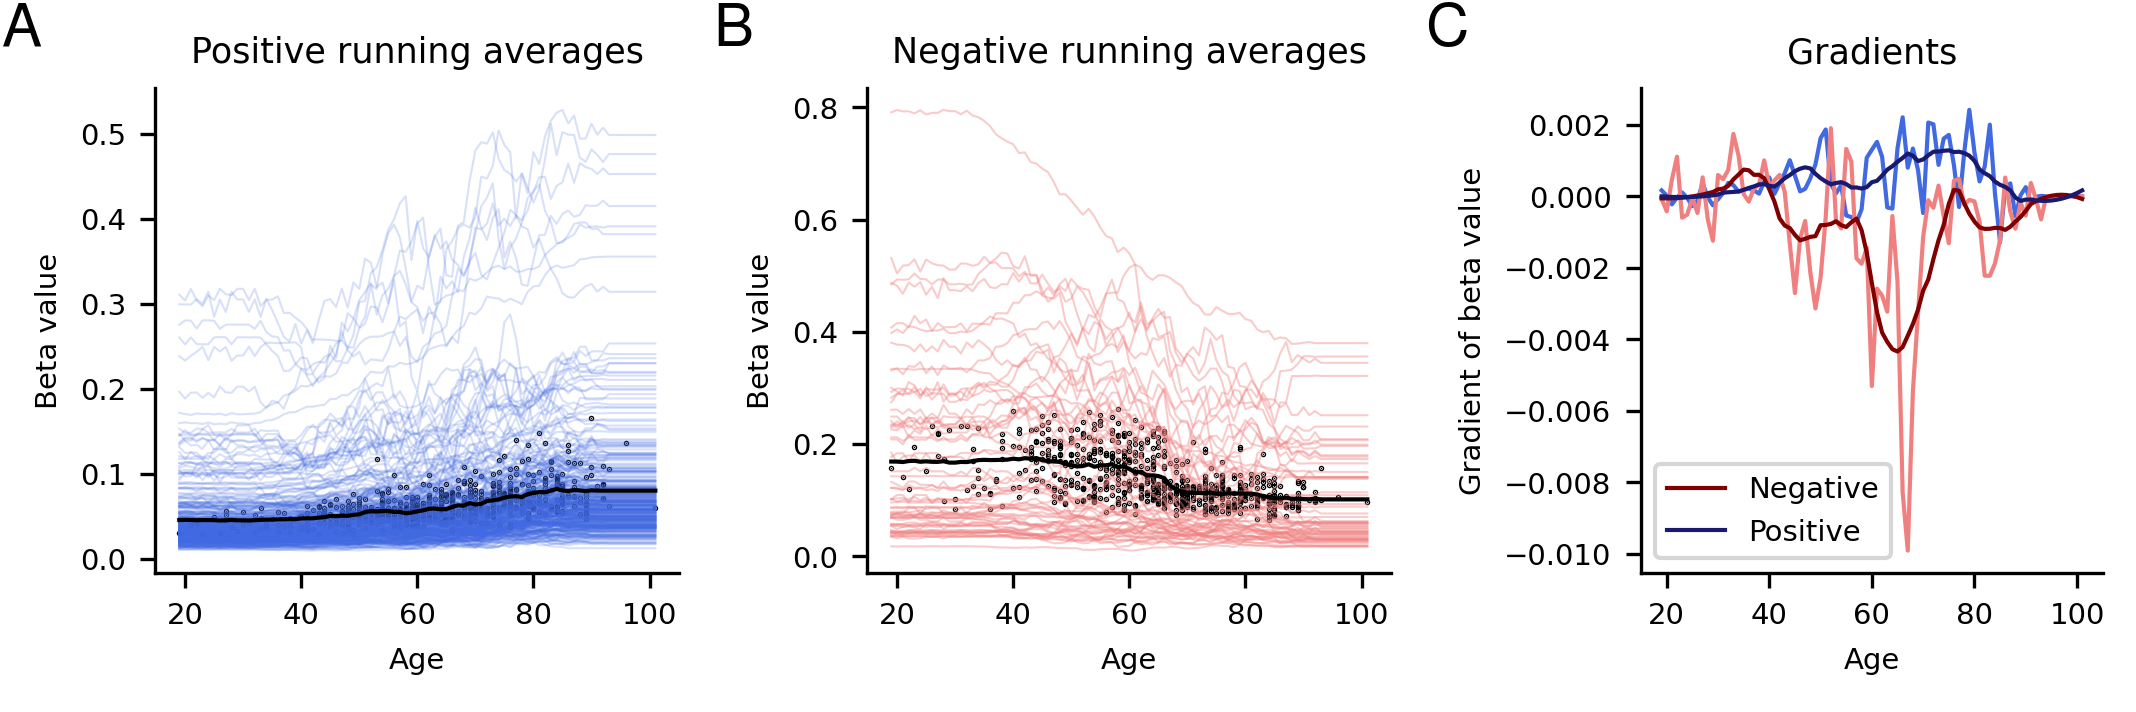 A
Positive running averages
Beta value
0.5
0.4
0.3
0.2
0.1
0.0
20 40 60 80 100
Age
B
Negative running averages
Beta value
0.8
0.6
0.4
0.2
0.0
20 40 60 80 100
Age
C
Gradients
Gradient of beta value
0.002
0.000
−0.002
−0.004
−0.006
−0.008
−0.010
Negative
Positive
20 40 60 80 100
Age